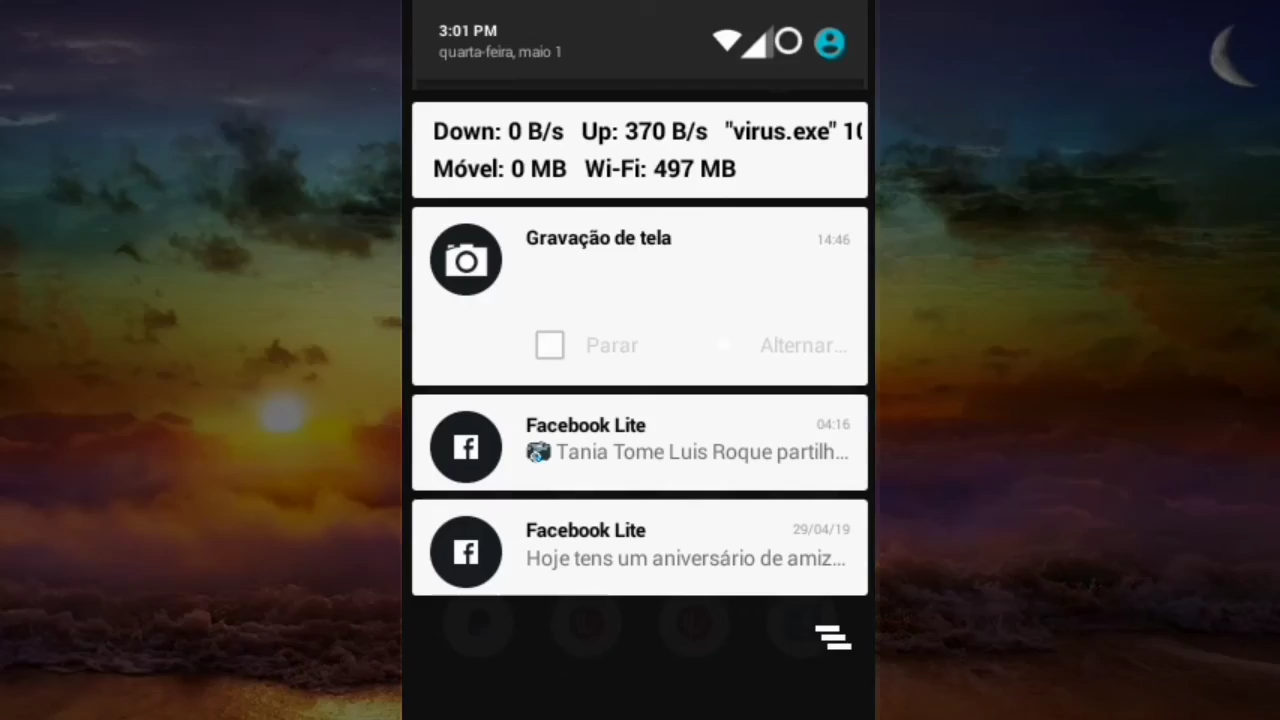 3:01 PM
quarta-feira, maio 1
Down: 0 B/s Up: 370 B/s "virus.exe" 10
Móvel: 0 MB Wi-Fi: 497 MB
Gravação de tela 14:46
Parar Alternar...
Facebook Lite 04:16
Tania Tome Luis Roque partilh...
Facebook Lite 29/04/19
Hoje tens um aniversário de amiz...